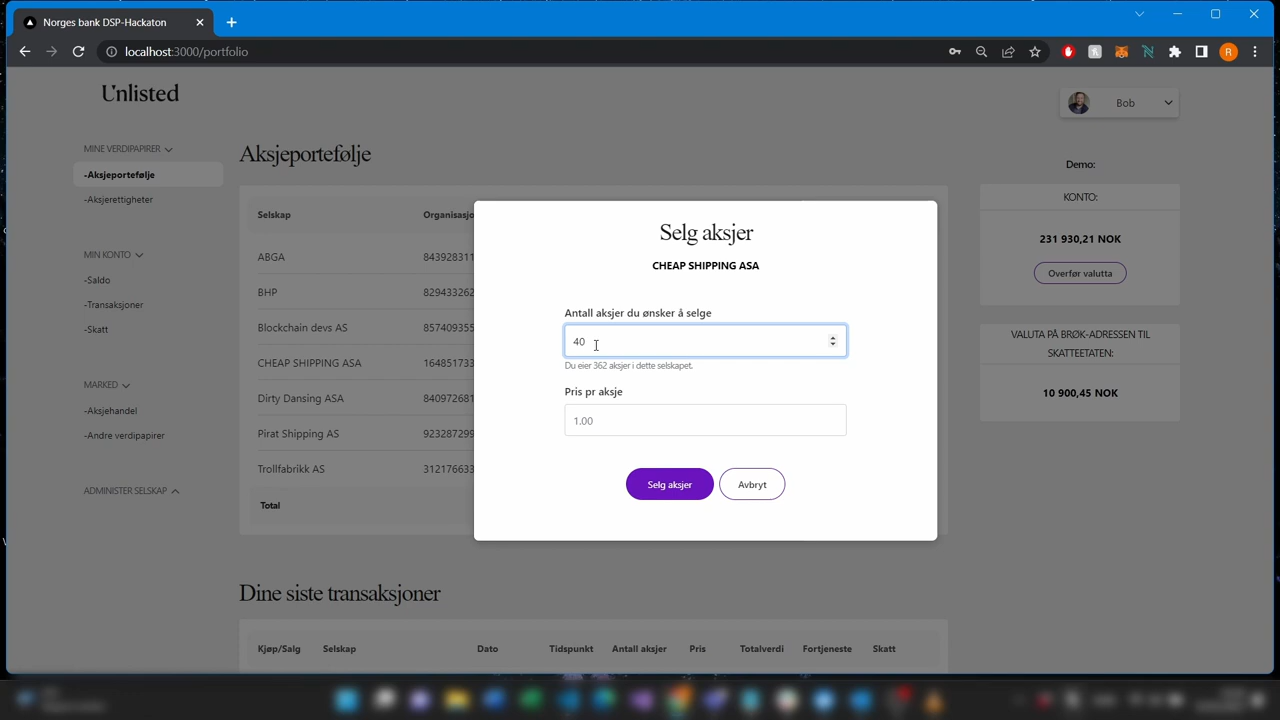 Norges bank DSP-Hackaton
localhost:3000/portfolio
R
Unlisted
Bob
MINE VERDIPAPIRER
-Aksjeportefølje
-Aksjerettigheter
MIN KONTO
-Saldo
-Transaksjoner
-Skatt
MARKED
-Aksjehandel
-Andre verdipapirer
ADMINISTER SELSKAP
Aksjeportefølje
Selskap Organisasjo
ABGA 843928311
BHP 829433262
Blockchain devs AS 857409355
CHEAP SHIPPING ASA 164851733
Dirty Dansing ASA 840972681
Pirat Shipping AS 923287299
Trollfabrikk AS 312176633
Total
Selg aksjer
CHEAP SHIPPING ASA
Antall aksjer du ønsker å selge
40
Du eier 362 aksjer i dette selskapet.
Pris pr aksje
1.00
Selg aksjer Avbryt
Demo:
KONTO:
231 930,21 NOK
Overfør valutta
VALUTA PÅ BRØK-ADRESSEN TIL
SKATTEETATEN:
10 900,45 NOK
Dine siste transaksjoner
Kjøp/Salg Selskap Dato Tidspunkt Antall aksjer Pris Totalverdi Fortjeneste Skatt